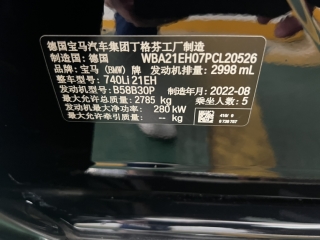 德国宝马汽车集团丁格芬工厂制造
制造国：德国 WBA21EH07PCL20526
品牌：宝马 (BMW) 牌 发动机排量：2998 mL
整车型号：740Li 21EH
发动机型号：B58B30P 制造年月：2022-08
最大允许总质量：2785 kg 乘坐人数：5
发动机最大净功率：280 kW
最大允许牵引质量：-- kg